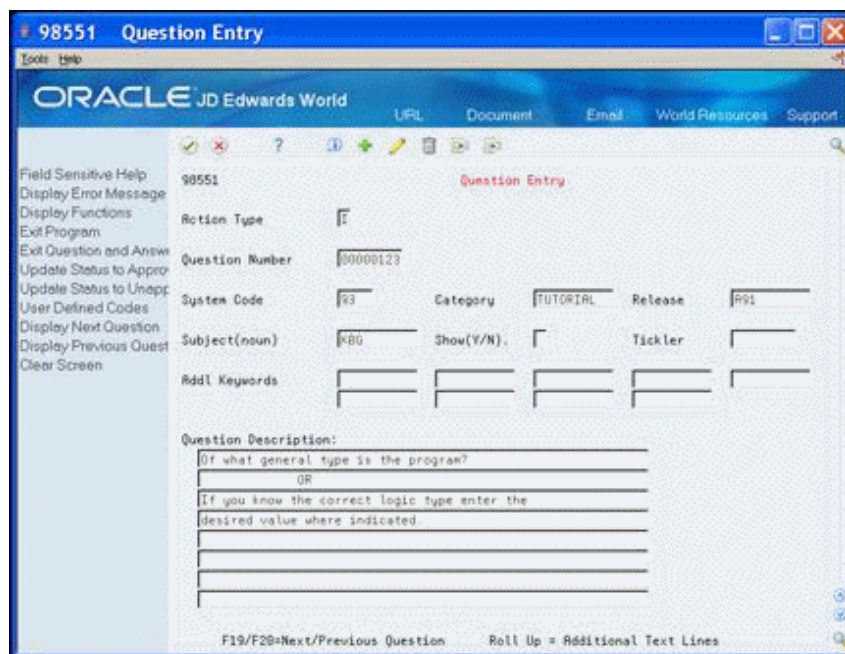 98551 Question Entry
Tools Help
ORACLE JD Edwards World
URL Document Email World Resources Support
?
Field Sensitive Help
Display Error Message
Display Functions
Exit Program
Exit Question and Answ
Update Status to Appro
Update Status to Unapp
User Defined Codes
Display Next Question
Display Previous Quest
Clear Screen
98551 Question Entry
Action Type I
Question Number 00000123
System Code 93 Category TUTORIAL Release A91
Subject(noun) KBG Show(Y/N). Tickler
Addl Keywords
Question Description:
Of what general type is the program?
OR
If you know the correct logic type enter the
desired value where indicated.
F19/F20=Next/Previous Question Roll Up = Additional Text Lines